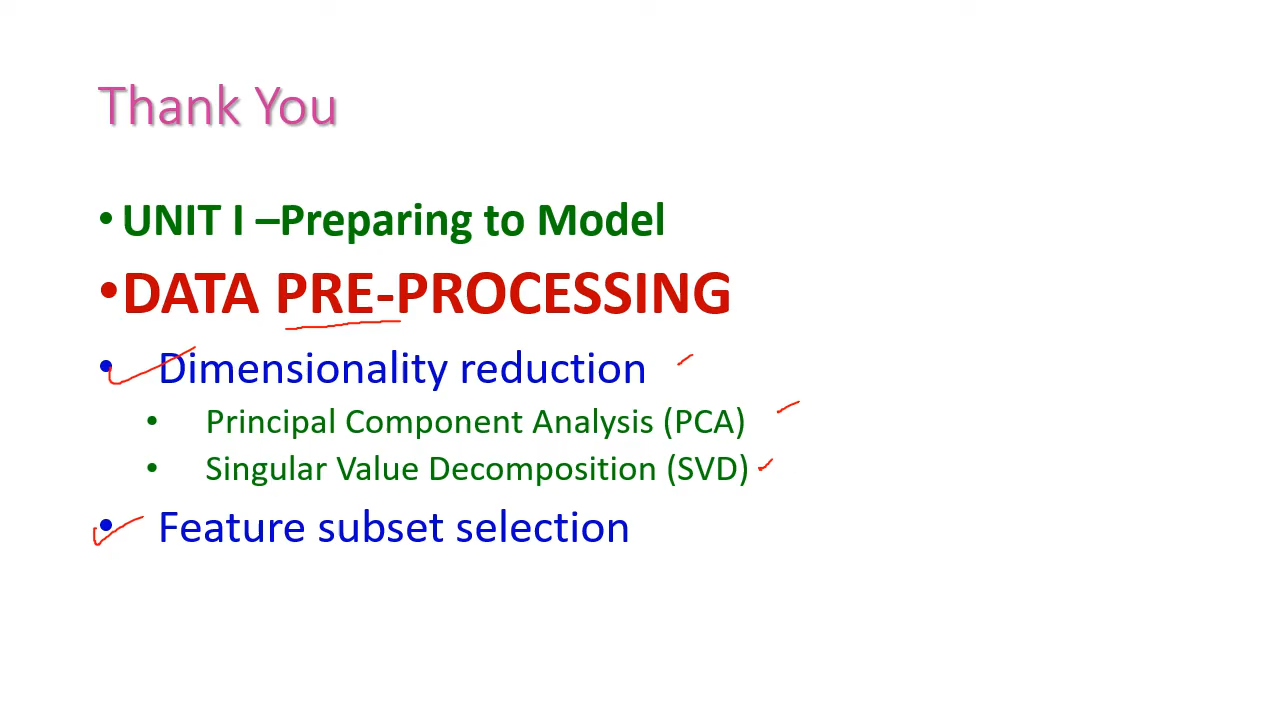 Thank You
• UNIT I –Preparing to Model
• DATA PRE-PROCESSING
• Dimensionality reduction
• Principal Component Analysis (PCA)
• Singular Value Decomposition (SVD)
• Feature subset selection